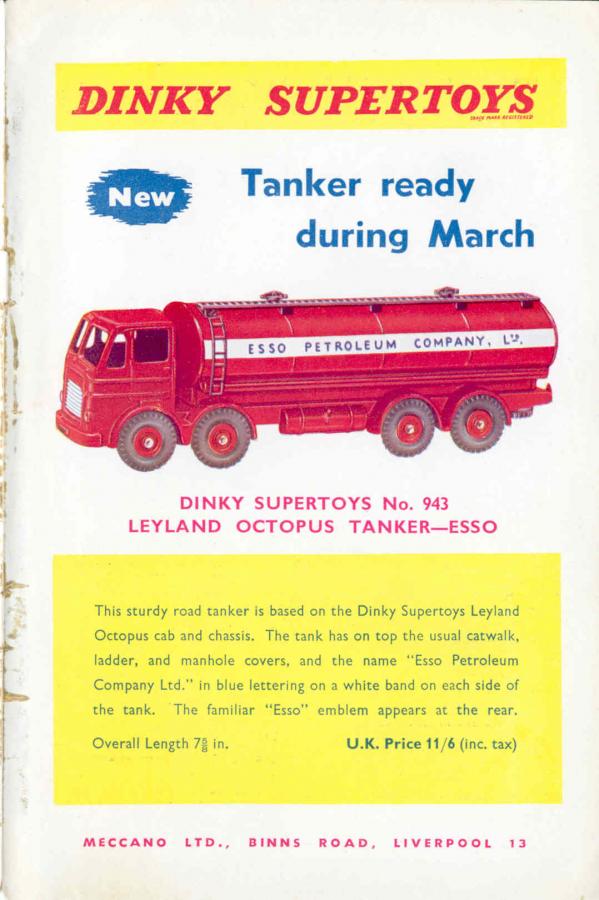 DINKY SUPERTOYS
TRADE MARK REGISTERED
New
Tanker ready
during March
ESSO PETROLEUM COMPANY, LTD.
DINKY SUPERTOYS No. 943
LEYLAND OCTOPUS TANKER—ESSO
This sturdy road tanker is based on the Dinky Supertoys Leyland
Octopus cab and chassis. The tank has on top the usual catwalk,
ladder, and manhole covers, and the name "Esso Petroleum
Company Ltd." in blue lettering on a white band on each side of
the tank. The familiar "Esso" emblem appears at the rear.
Overall Length 7⅝ in. U.K. Price 11/6 (inc. tax)
MECCANO LTD., BINNS ROAD, LIVERPOOL 13